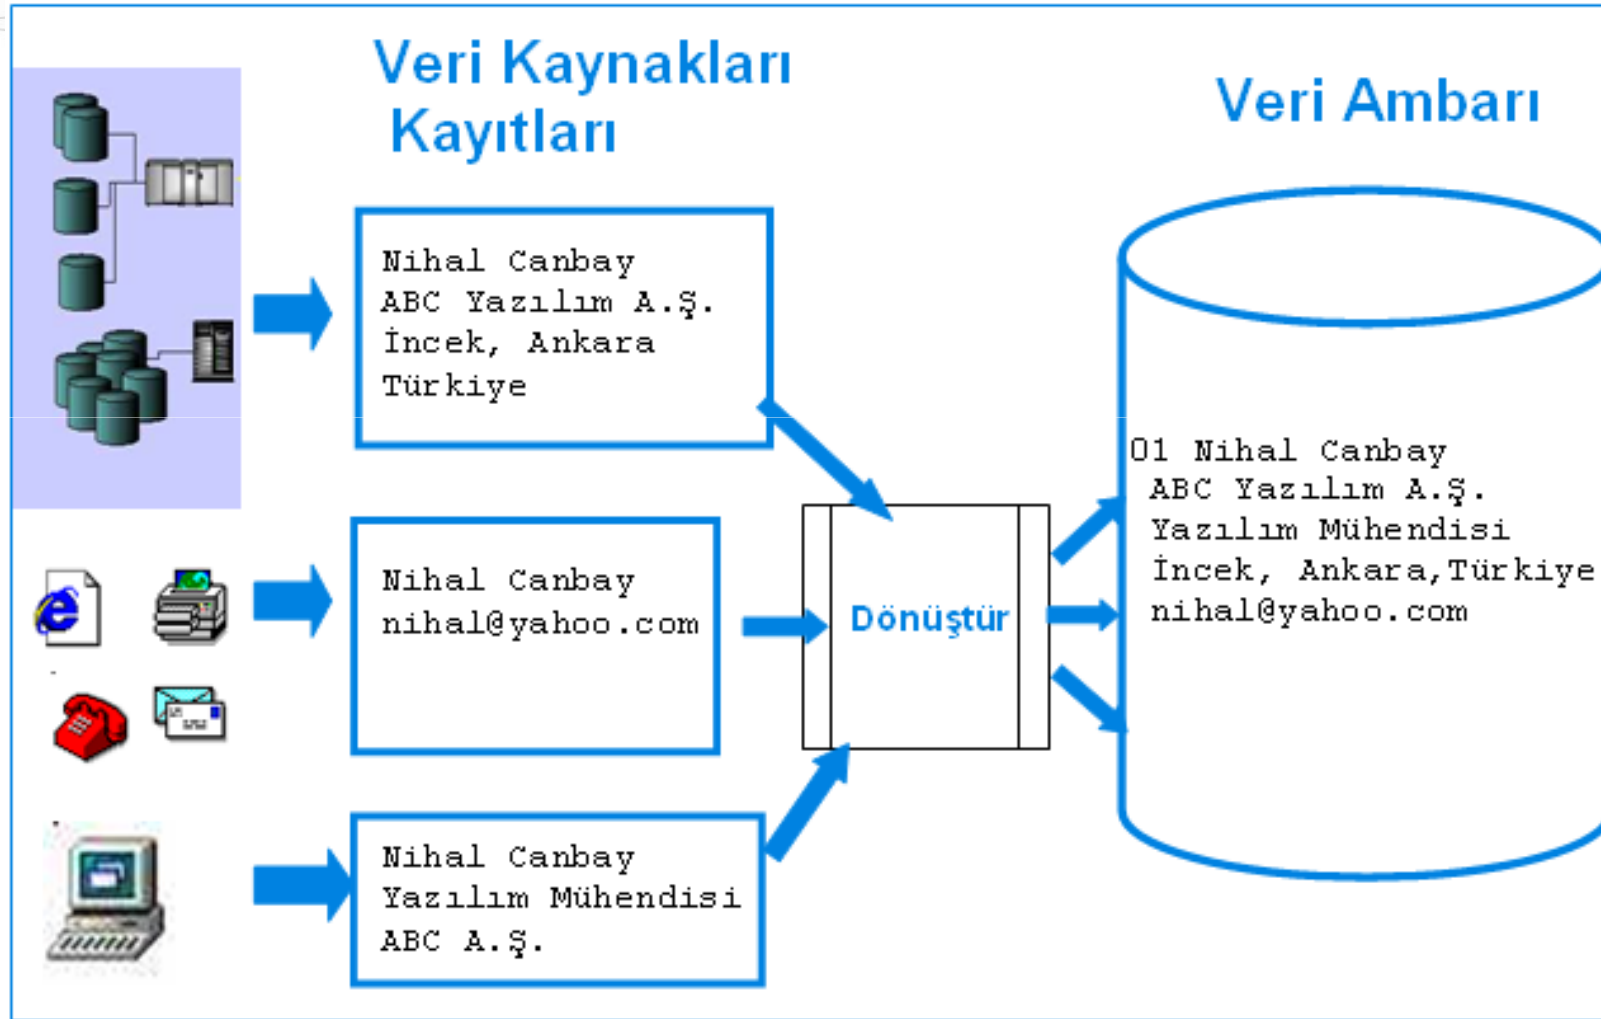 Veri Kaynakları
Kayıtları
Veri Ambarı
Nihal Canbay
ABC Yazılım A.Ş.
İncek, Ankara
Türkiye
Nihal Canbay
nihal@yahoo.com
Nihal Canbay
Yazılım Mühendisi
ABC A.Ş.
Dönüştür
01 Nihal Canbay
ABC Yazılım A.Ş.
Yazılım Mühendisi
İncek, Ankara,Türkiye
nihal@yahoo.com